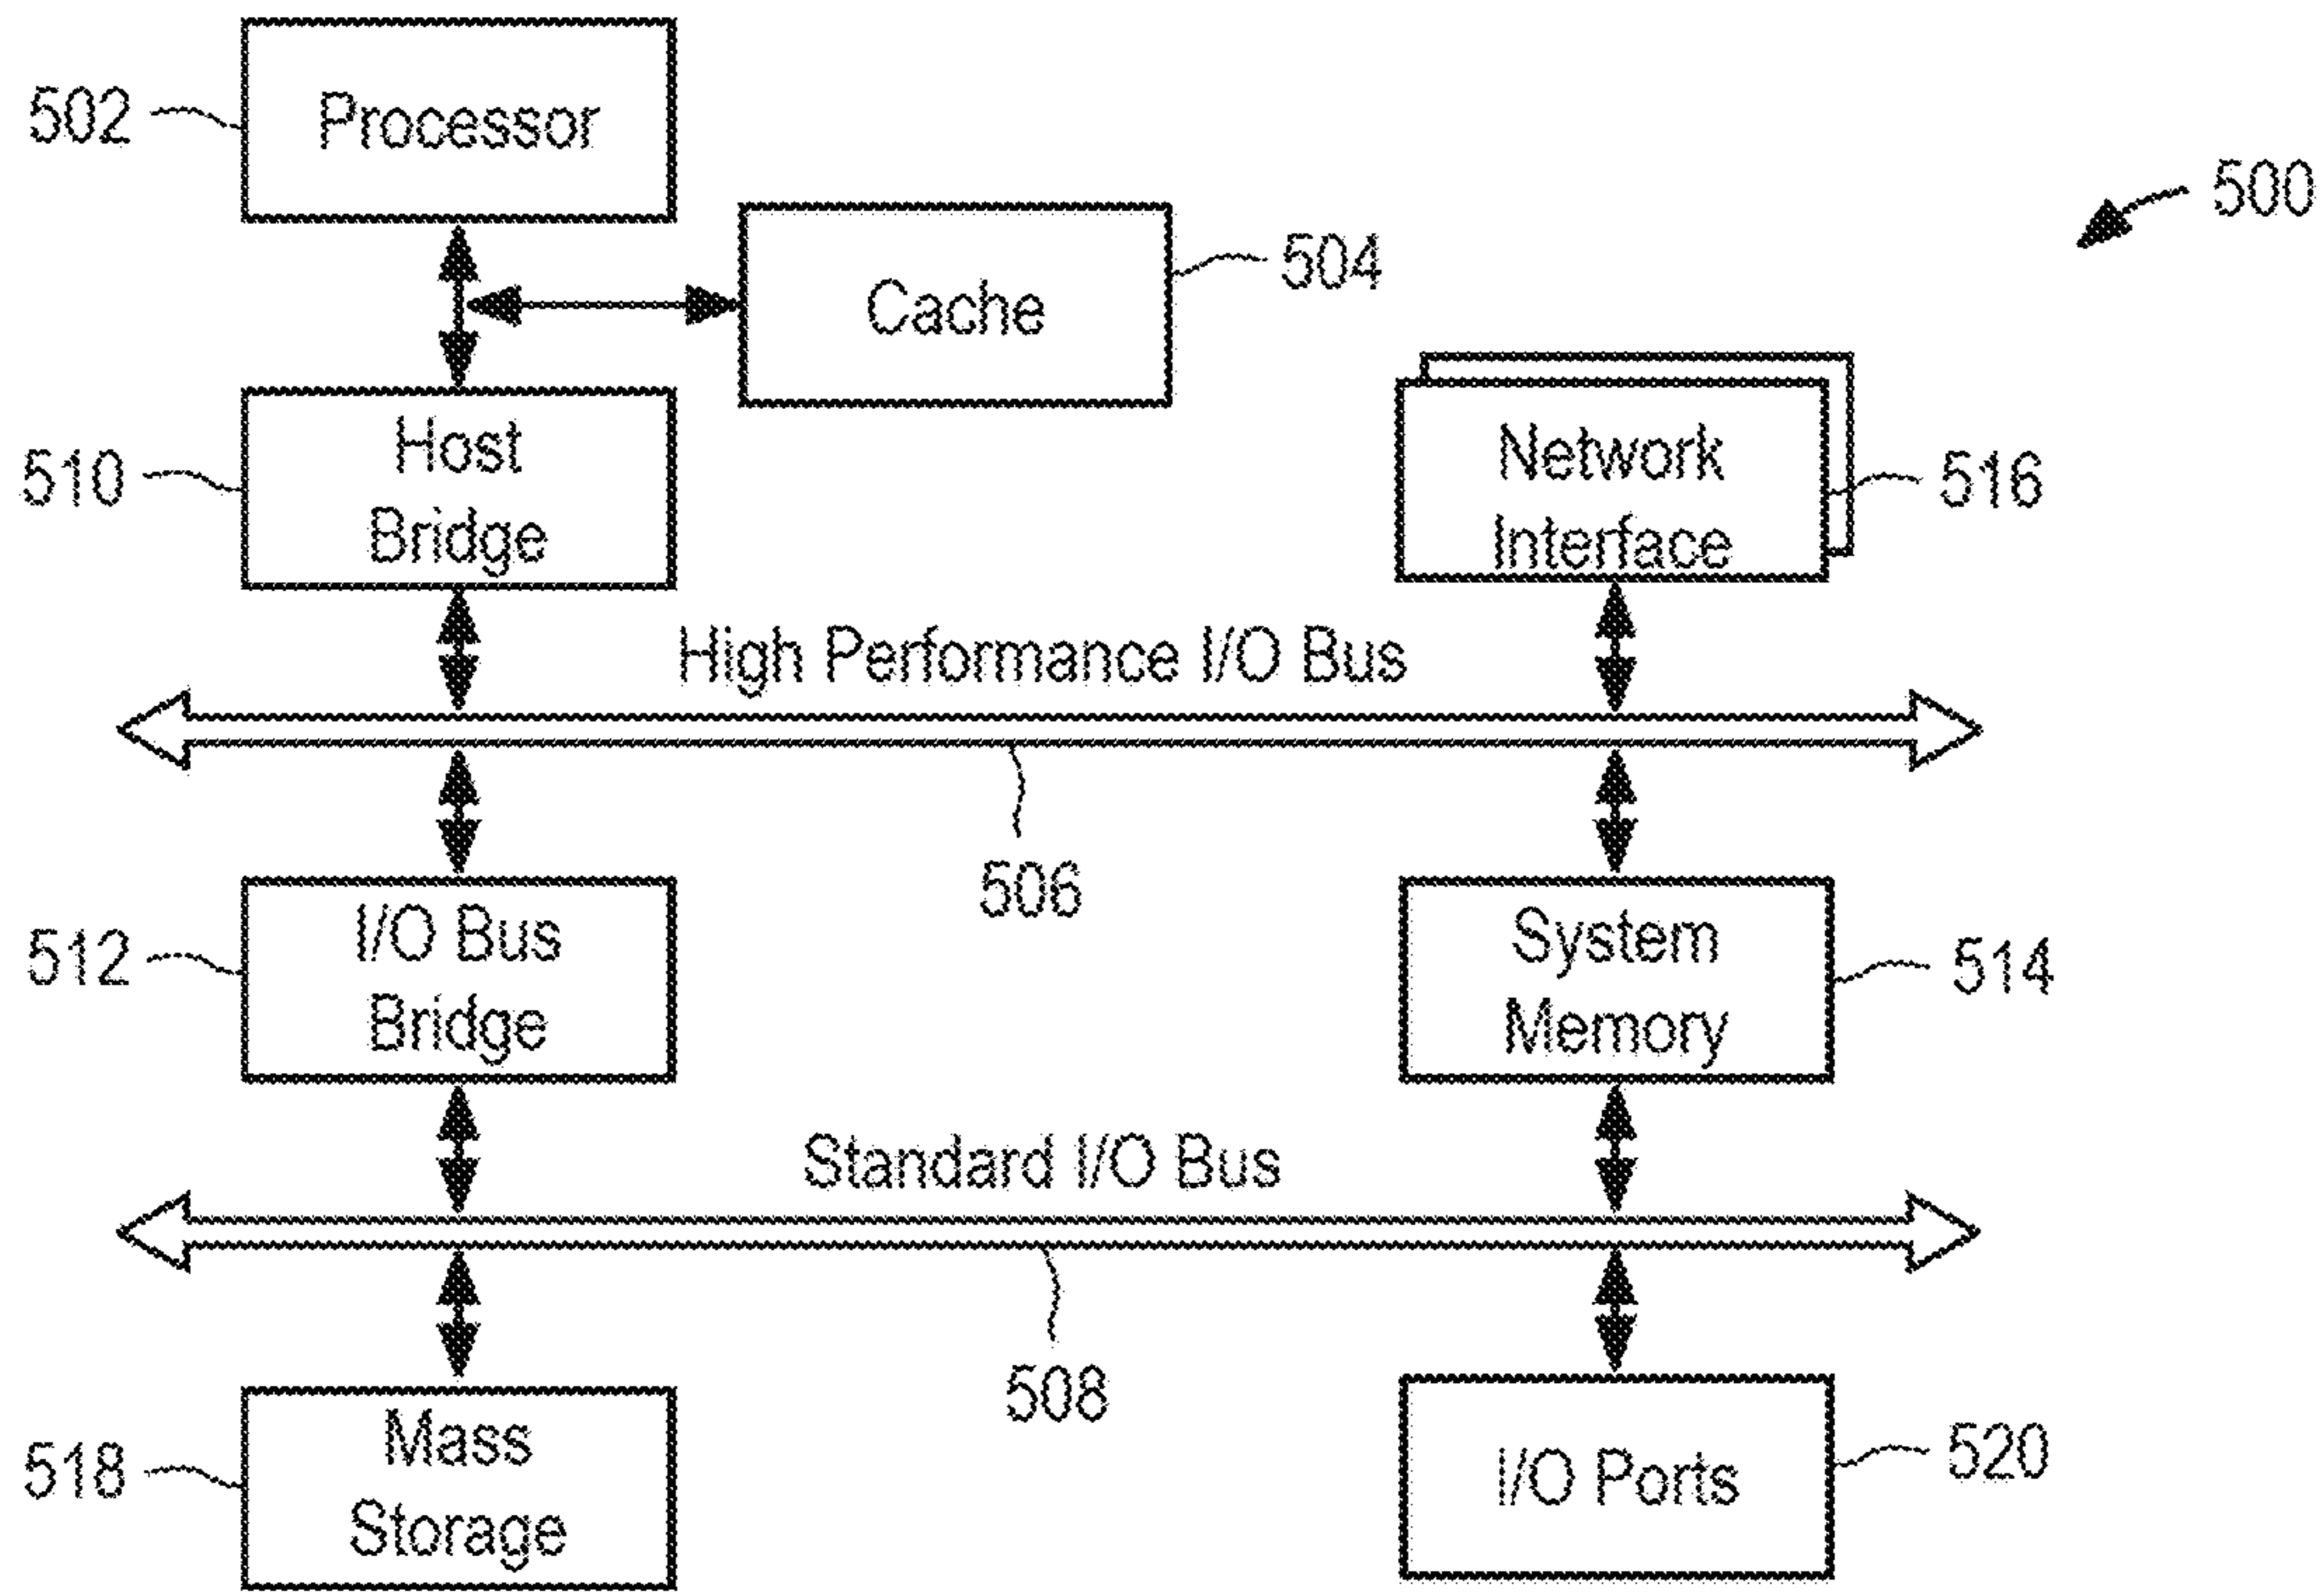 502
Processor
500
Cache
504
510
Host
Bridge
Network
Interface
516
High Performance I/O Bus
506
512
I/O Bus
Bridge
System
Memory
514
Standard I/O Bus
508
518
Mass
Storage
I/O Ports
520